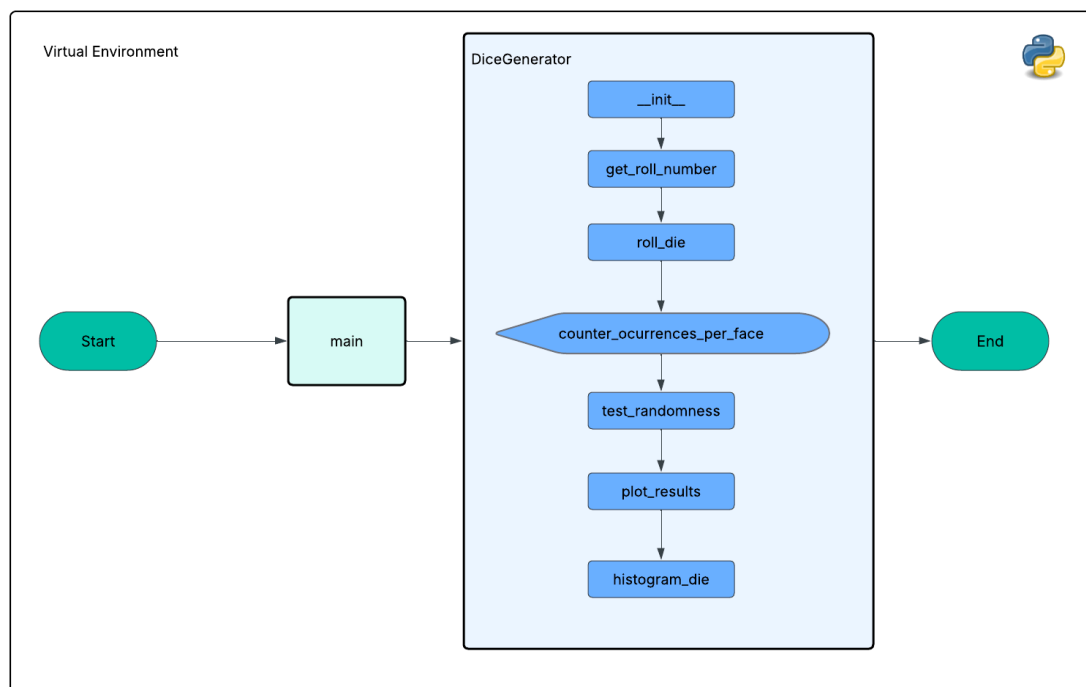 Virtual Environment
DiceGenerator
__init__
get_roll_number
roll_die
Start
main
counter_ocurrences_per_face
End
test_randomness
plot_results
histogram_die